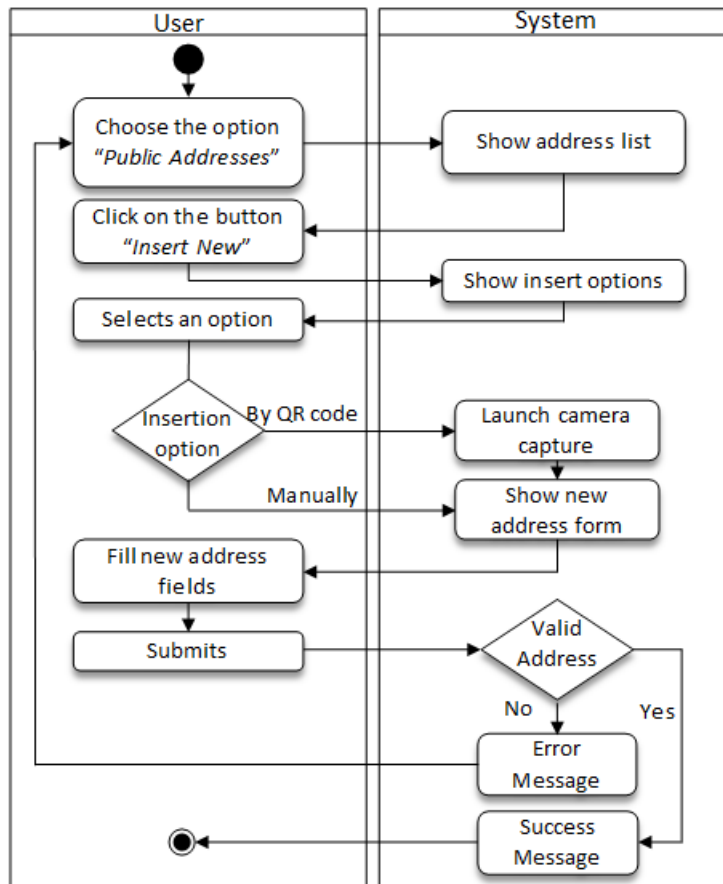 User
System
Choose the option
“Public Addresses”
Show address list
Click on the button
“Insert New”
Show insert options
Selects an option
Insertion
option
By QR code
Launch camera
capture
Manually
Show new
address form
Fill new address
fields
Submits
Valid
Address
No
Yes
Error
Message
Success
Message